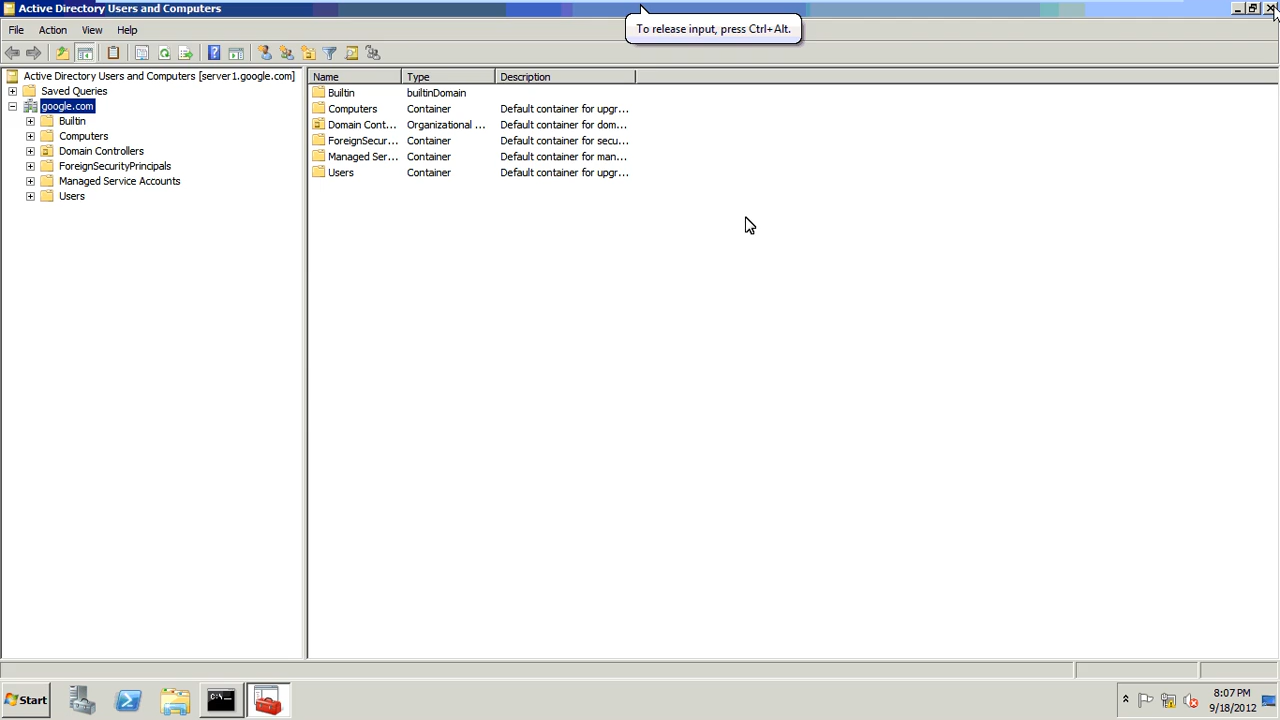 Active Directory Users and Computers
To release input, press Ctrl+Alt.
File Action View Help
Active Directory Users and Computers [server1.google.com]
Saved Queries
google.com
Builtin
Computers
Domain Controllers
ForeignSecurityPrincipals
Managed Service Accounts
Users
Name Type Description
Builtin builtinDomain
Computers Container Default container for upgr...
Domain Cont... Organizational ... Default container for dom...
ForeignSecur... Container Default container for secu...
Managed Ser... Container Default container for man...
Users Container Default container for upgr...
Start
C:\
8:07 PM
9/18/2012